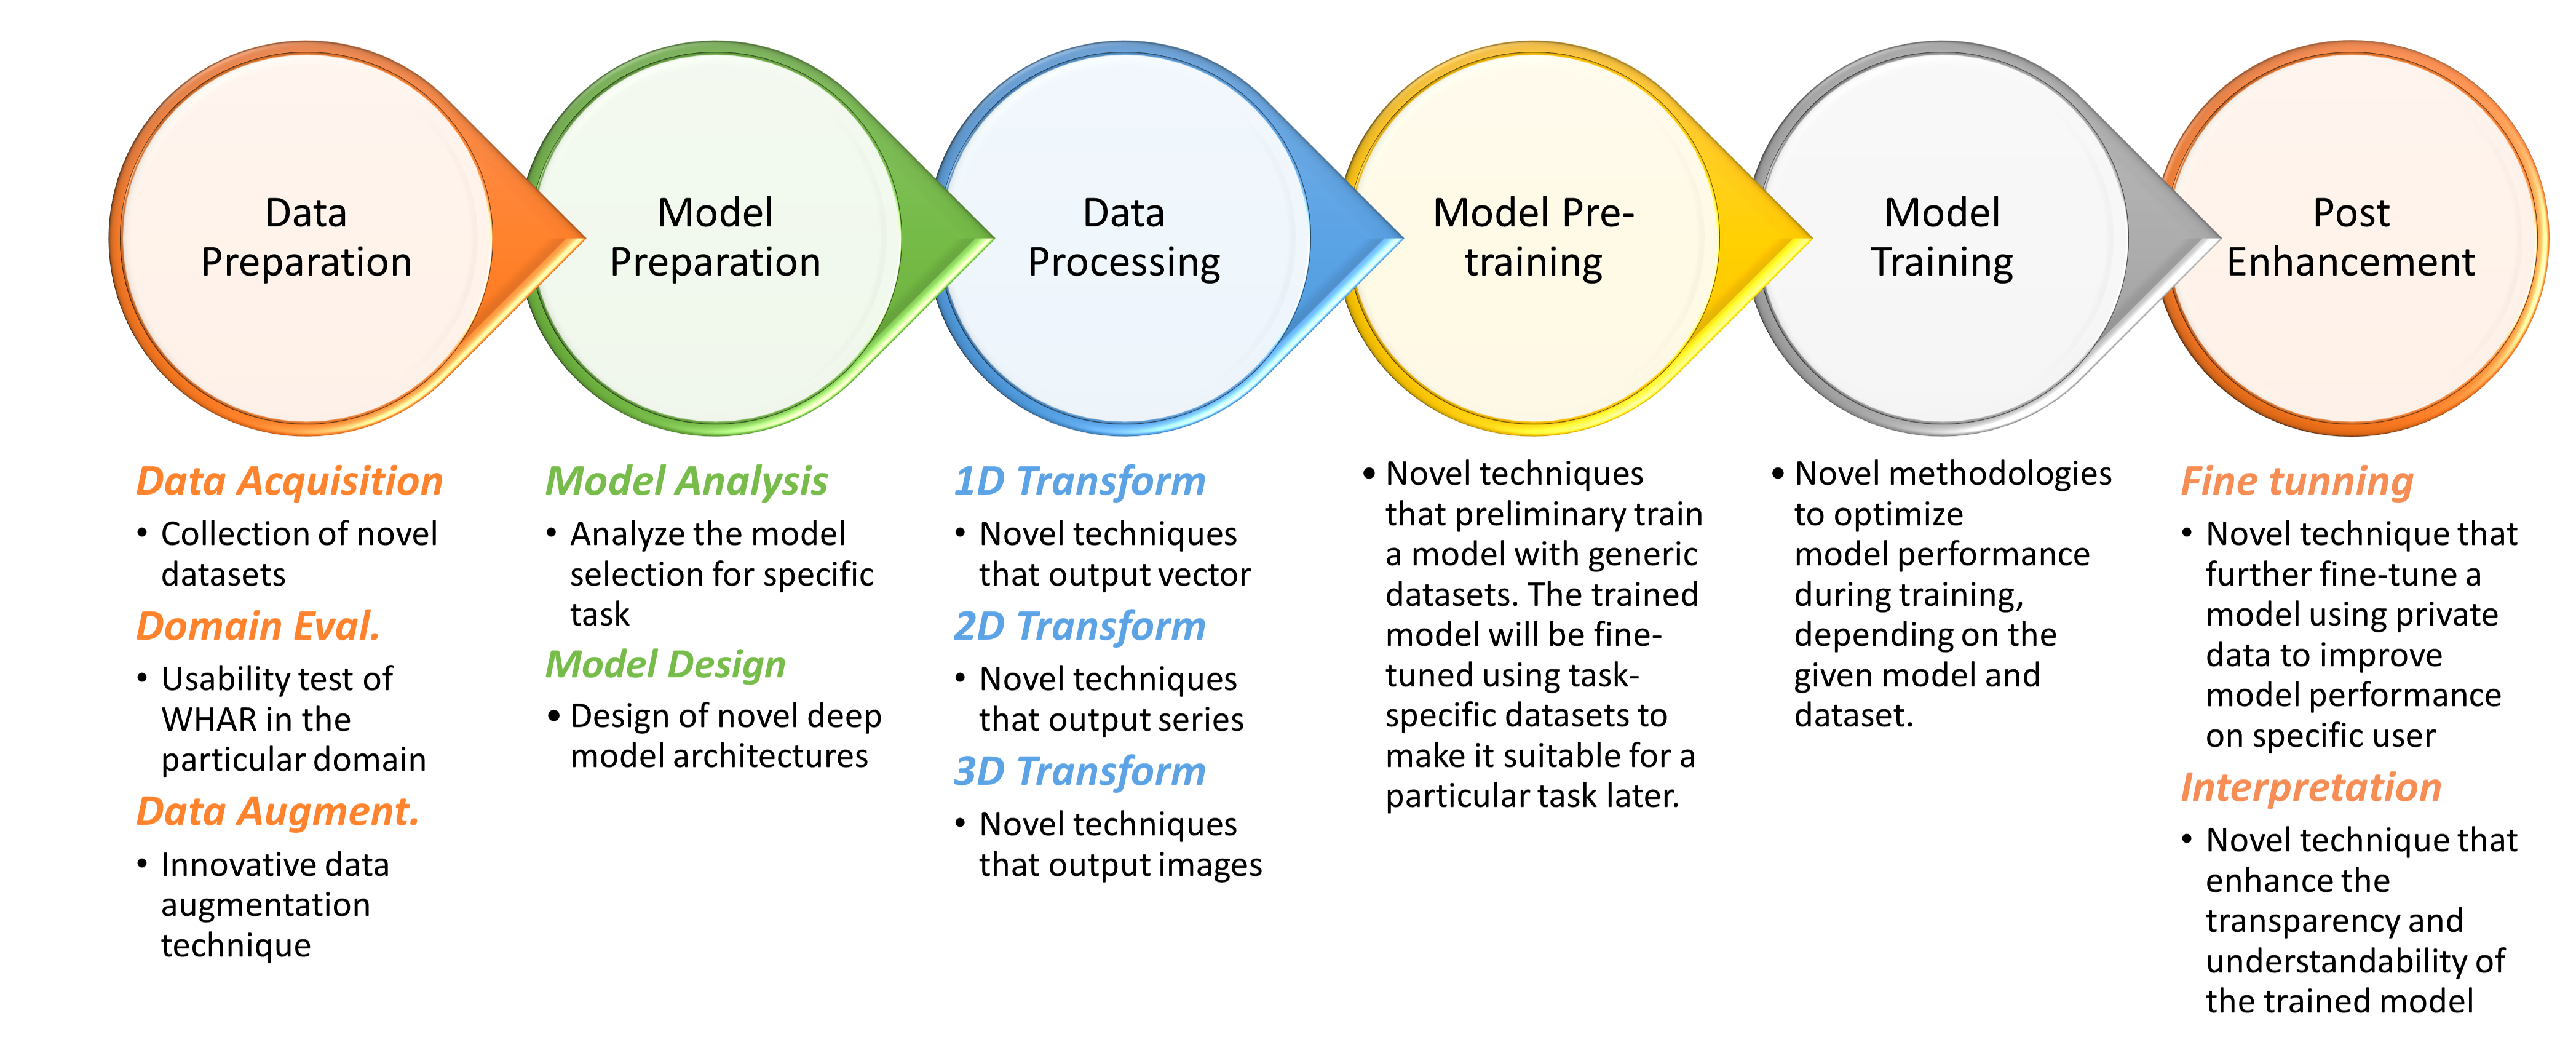 Data
Preparation
Model
Preparation
Data
Processing
Model Pre-
training
Model
Training
Post
Enhancement
Data Acquisition
• Collection of novel
datasets
Domain Eval.
• Usability test of
WHAR in the
particular domain
Data Augment.
• Innovative data
augmentation
technique
Model Analysis
• Analyze the model
selection for specific
task
Model Design
• Design of novel deep
model architectures
1D Transform
• Novel techniques
that output vector
2D Transform
• Novel techniques
that output series
3D Transform
• Novel techniques
that output images
• Novel techniques
that preliminary train
a model with generic
datasets. The trained
model will be fine-
tuned using task-
specific datasets to
make it suitable for a
particular task later.
• Novel methodologies
to optimize
model performance
during training,
depending on the
given model and
dataset.
Fine tunning
• Novel technique that
further fine-tune a
model using private
data to improve
model performance
on specific user
Interpretation
• Novel technique that
enhance the
transparency and
understandability of
the trained model